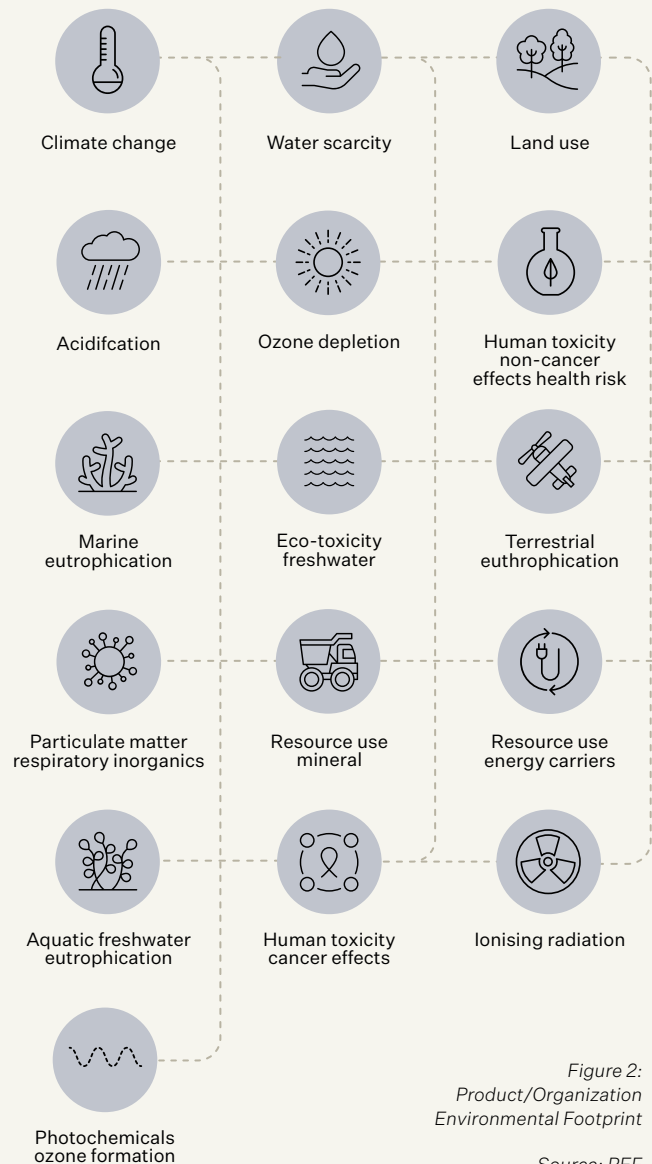 Climate change
Water scarcity
Land use
Acidifcation
Ozone depletion
Human toxicity
non-cancer
effects health risk
Marine
eutrophication
Eco-toxicity
freshwater
Terrestrial
euthrophication
Particulate matter
respiratory inorganics
Resource use
mineral
Resource use
energy carriers
Aquatic freshwater
eutrophication
Human toxicity
cancer effects
Ionising radiation
Photochemicals
ozone formation
Figure 2:
Product/Organization
Environmental Footprint
Source: PEF